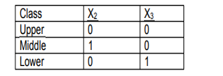 Class X₂ X₃
Upper 0 0
Middle 1 0
Lower 0 1